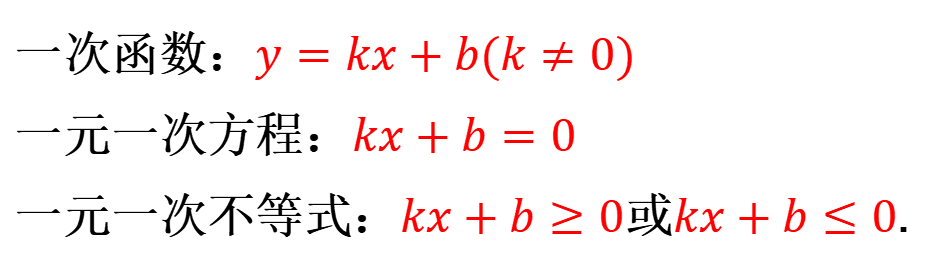 一次函数：y = kx + b(k ≠ 0)
一元一次方程：kx + b = 0
一元一次不等式：kx + b ≥ 0或kx + b ≤ 0.